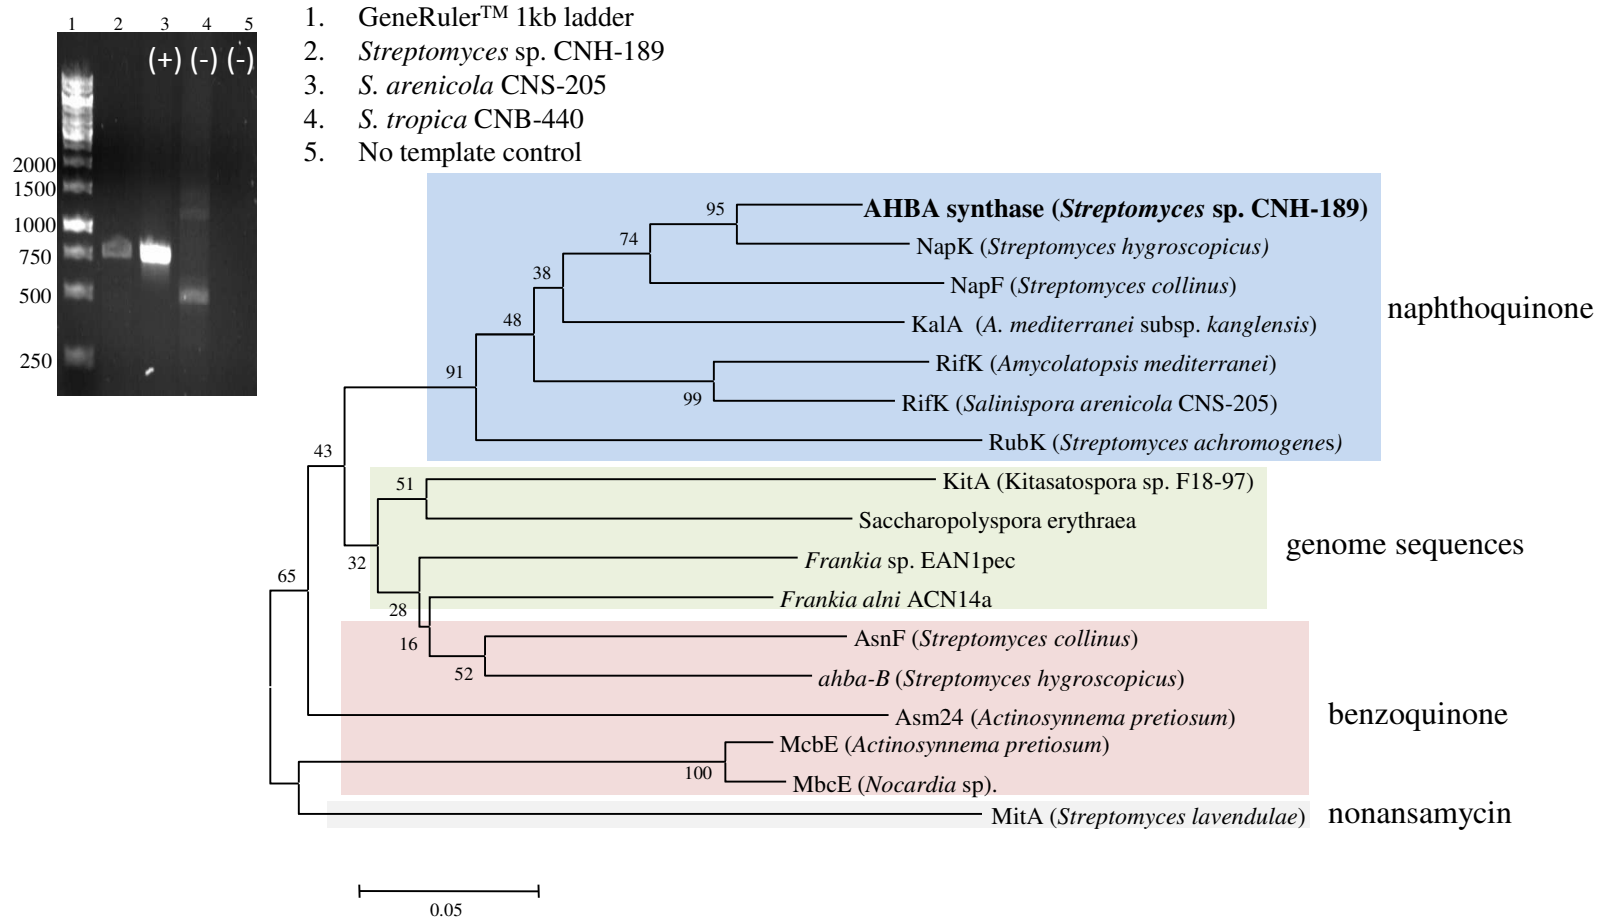 1 2 3 4 5
(+) (-) (-)
2000
1500
1000
750
500
250
1. GeneRuler™ 1kb ladder
2. Streptomyces sp. CNH-189
3. S. arenicola CNS-205
4. S. tropica CNB-440
5. No template control
95
AHBA synthase (Streptomyces sp. CNH-189)
74
NapK (Streptomyces hygroscopicus)
38
NapF (Streptomyces collinus)
naphthoquinone
48
KalA (A. mediterranei subsp. kanglensis)
RifK (Amycolatopsis mediterranei)
91
99
RifK (Salinispora arenicola CNS-205)
RubK (Streptomyces achromogenes)
43
51
KitA (Kitasatospora sp. F18-97)
Saccharopolyspora erythraea
genome sequences
32
Frankia sp. EAN1pec
65
28
Frankia alni ACN14a
16
AsnF (Streptomyces collinus)
52
ahba-B (Streptomyces hygroscopicus)
Asm24 (Actinosynnema pretiosum)
benzoquinone
McbE (Actinosynnema pretiosum)
100
MbcE (Nocardia sp).
MitA (Streptomyces lavendulae)
nonansamycin
0.05